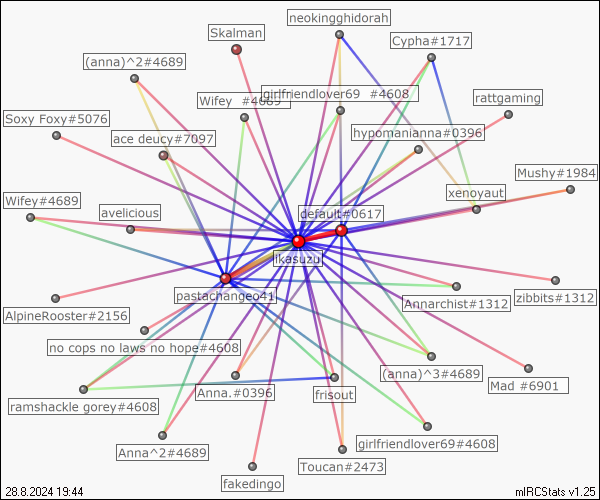 neokingghidorah
Skalman
Cypha#1717
(anna)^2#4689
girlfriendlover69 #4608
Wifey #4689
rattgaming
Soxy Foxy#5076
ace deucy#7097
hypomanianna#0396
Mushy#1984
xenoyaut
Wifey#4689
avelicious
default#0617
ikasuzu
pastachangeo41
zibbits#1312
Annarchist#1312
AlpineRooster#2156
no cops no laws no hope#4608
(anna)^3#4689
Mad #6901
Anna.#0396
frisout
ramshackle gorey#4608
girlfriendlover69#4608
Anna^2#4689
Toucan#2473
fakedingo
28.8.2024 19:44
mIRCStats v1.25